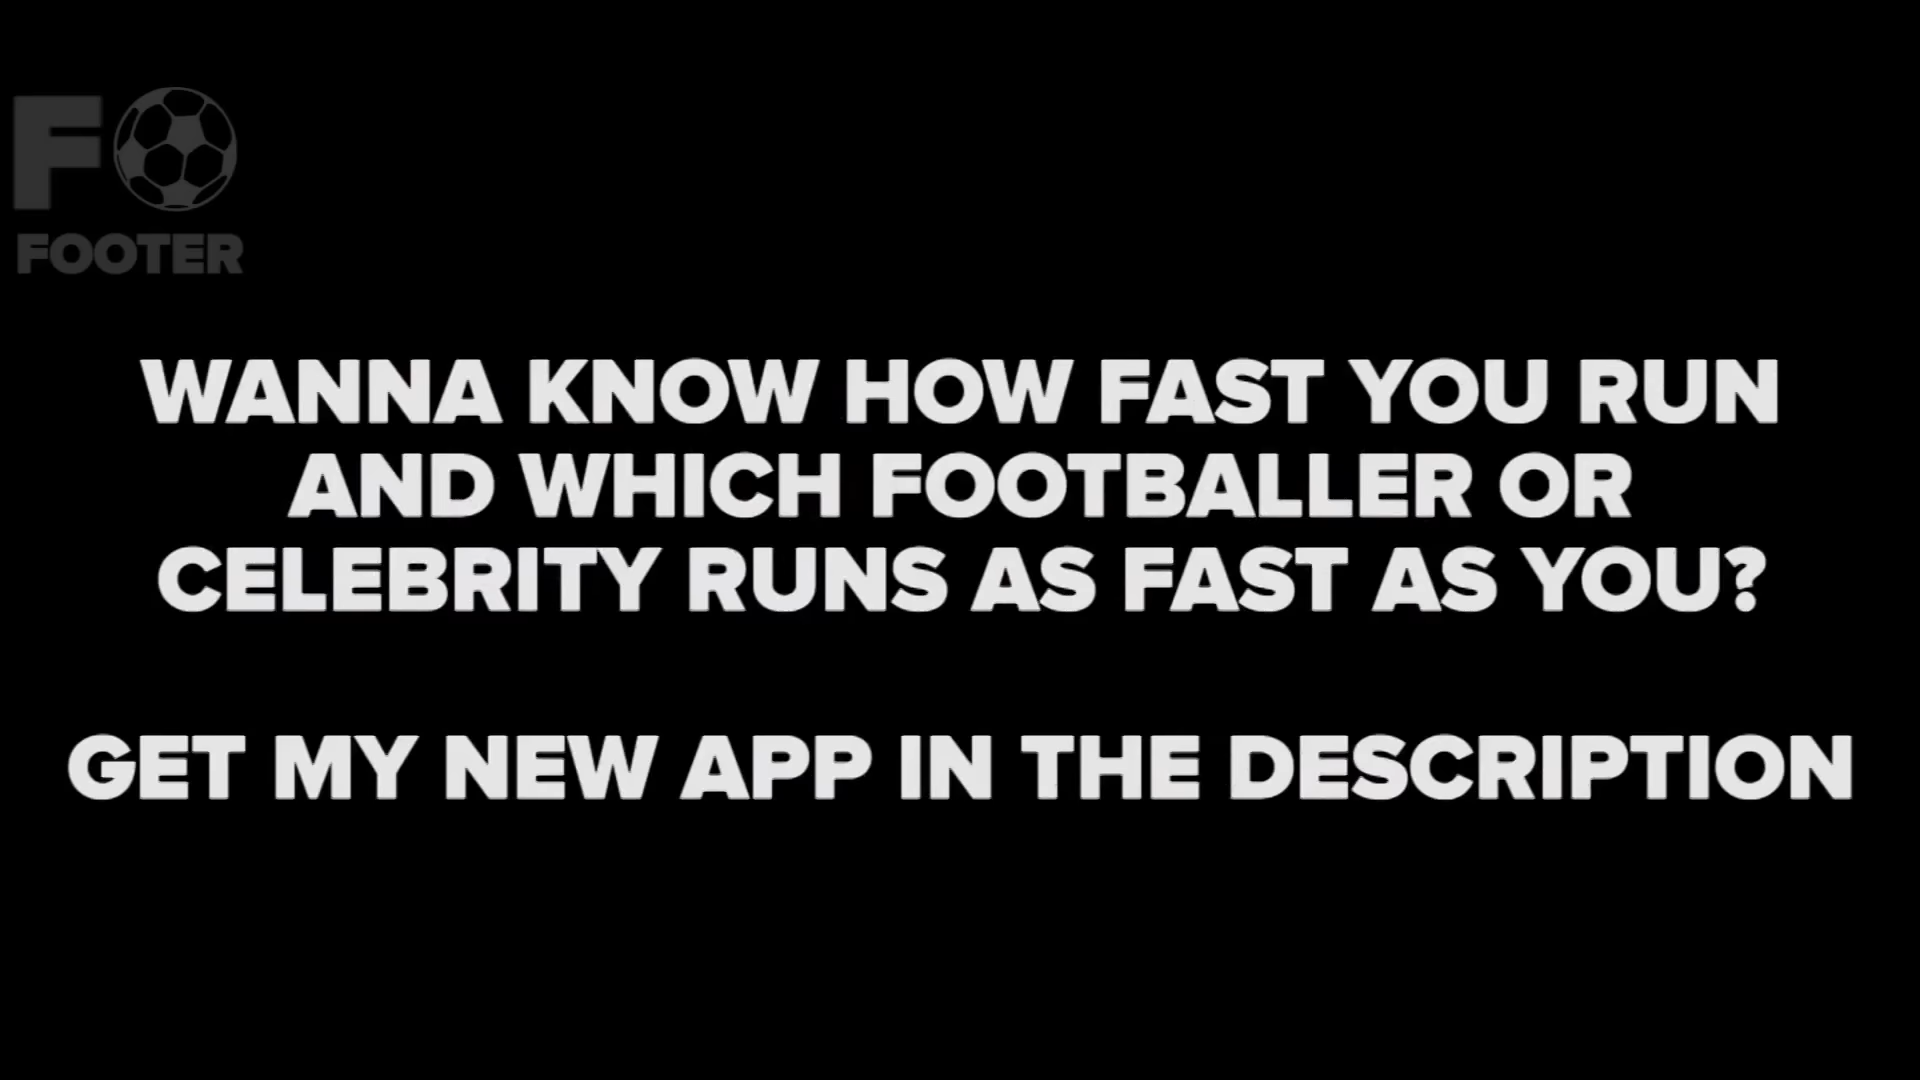 F
FOOTER
WANNA KNOW HOW FAST YOU RUN
AND WHICH FOOTBALLER OR
CELEBRITY RUNS AS FAST AS YOU?
GET MY NEW APP IN THE DESCRIPTION